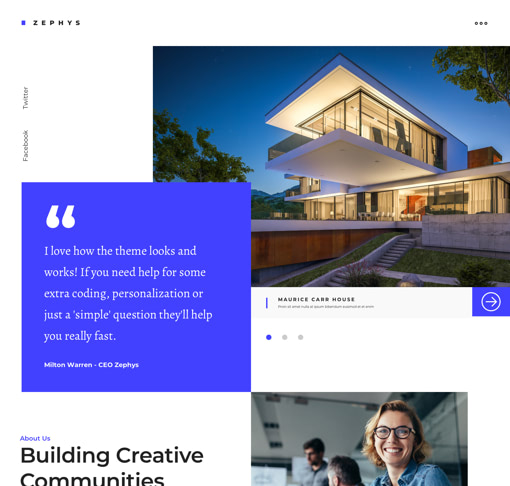 ZEPHYS
Twitter
Facebook
“
I love how the theme looks and
works! If you need help for some
extra coding, personalization or
just a 'simple' question they'll help
you really fast.
Milton Warren - CEO Zephys
MAURICE CARR HOUSE
About Us
Building Creative
Communities